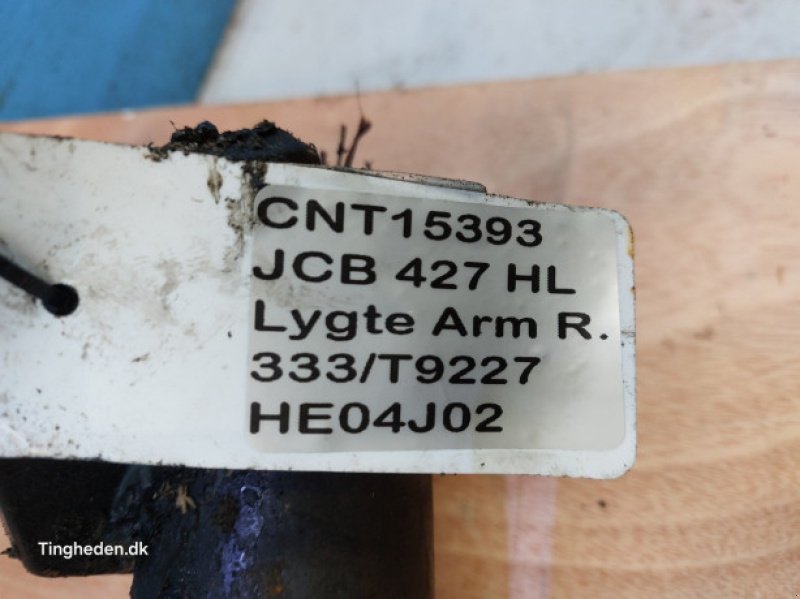 CNT15393
JCB 427 HL
Lygte Arm R.
333/T9227
HE04J02
Tingheden.dk